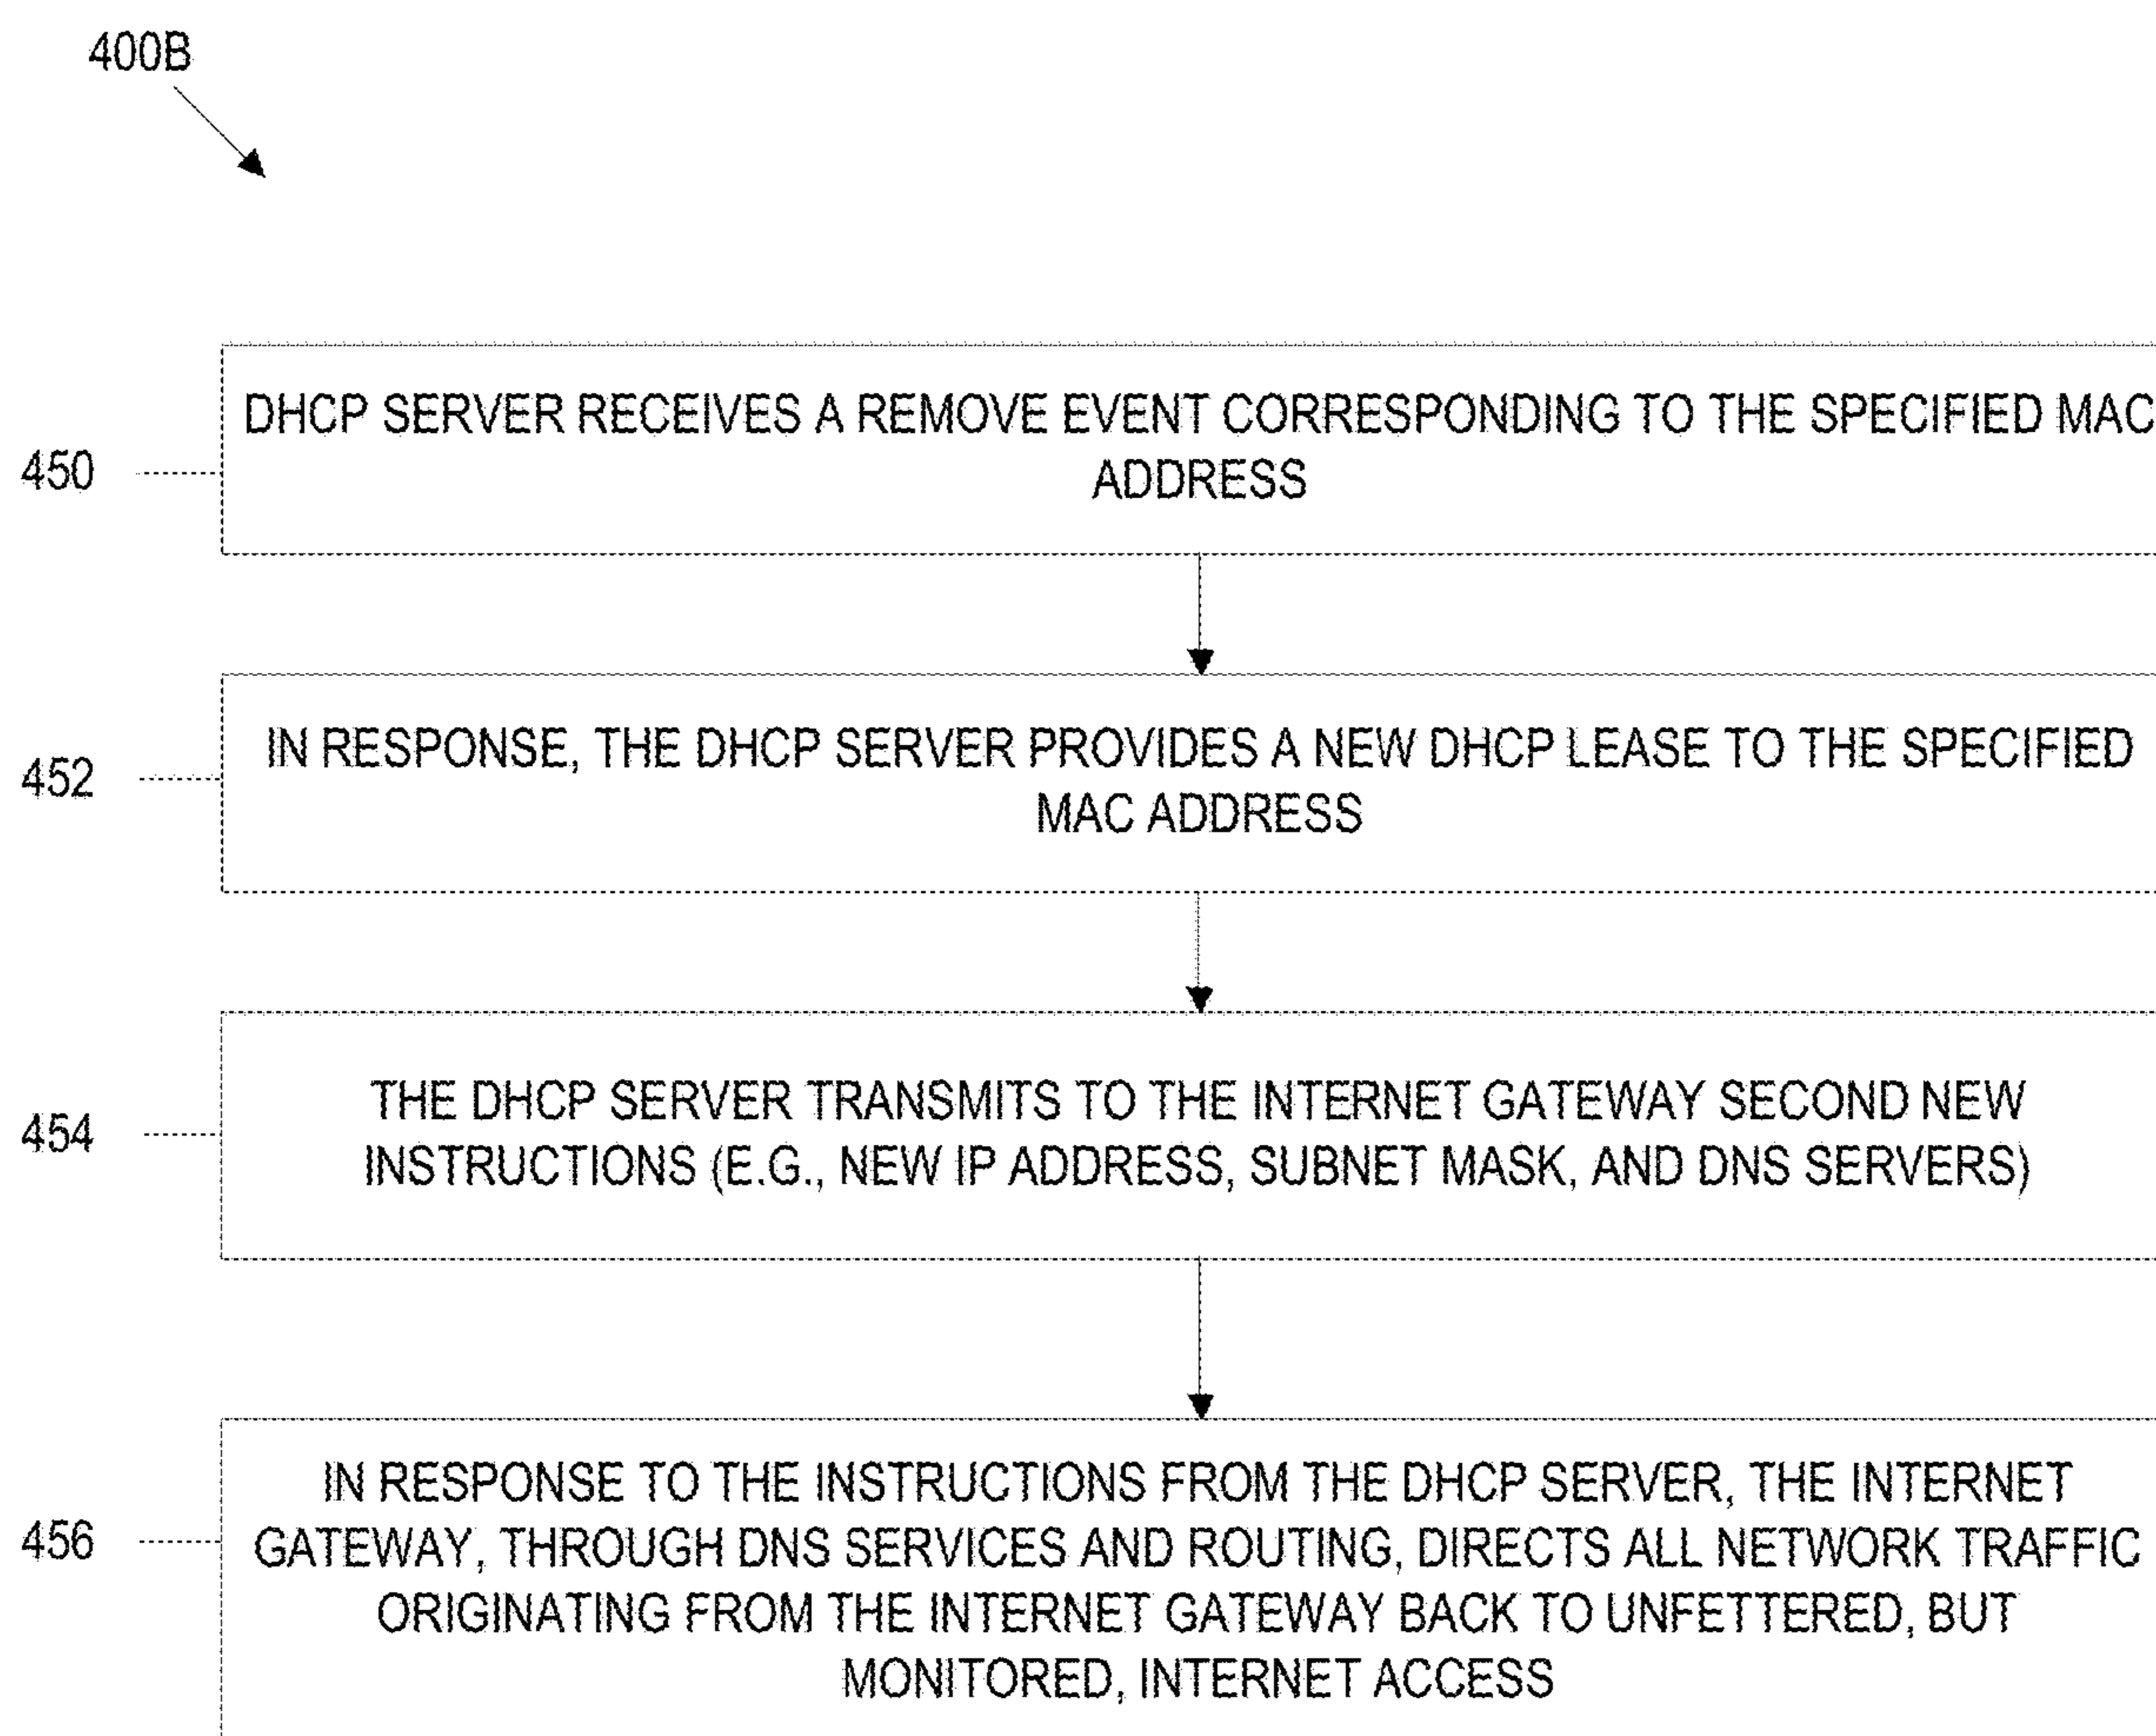 400B
450
DHCP SERVER RECEIVES A REMOVE EVENT CORRESPONDING TO THE SPECIFIED MAC
ADDRESS
452
IN RESPONSE, THE DHCP SERVER PROVIDES A NEW DHCP LEASE TO THE SPECIFIED
MAC ADDRESS
454
THE DHCP SERVER TRANSMITS TO THE INTERNET GATEWAY SECOND NEW
INSTRUCTIONS (E.G., NEW IP ADDRESS, SUBNET MASK, AND DNS SERVERS)
456
IN RESPONSE TO THE INSTRUCTIONS FROM THE DHCP SERVER, THE INTERNET
GATEWAY, THROUGH DNS SERVICES AND ROUTING, DIRECTS ALL NETWORK TRAFFIC
ORIGINATING FROM THE INTERNET GATEWAY BACK TO UNFETTERED, BUT
MONITORED, INTERNET ACCESS